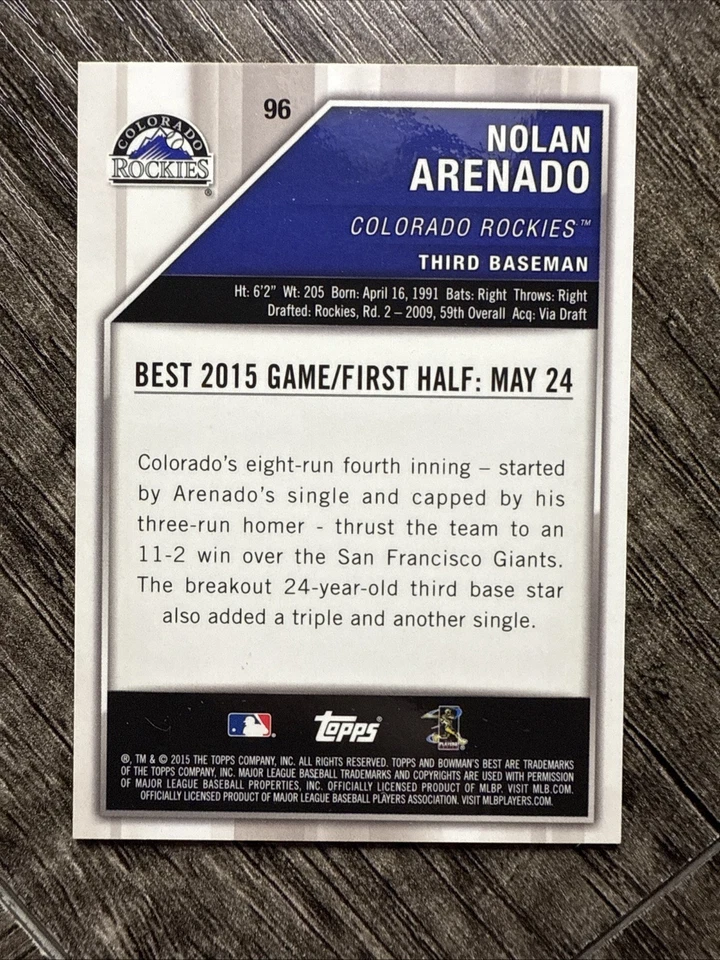 96
COLORADO
ROCKIES®
NOLAN
ARENADO
COLORADO ROCKIES™
THIRD BASEMAN
Ht: 6'2" Wt: 205 Born: April 16, 1991 Bats: Right Throws: Right
Drafted: Rockies, Rd. 2 – 2009, 59th Overall Acq: Via Draft
BEST 2015 GAME/FIRST HALF: MAY 24
Colorado's eight-run fourth inning – started
by Arenado's single and capped by his
three-run homer - thrust the team to an
11-2 win over the San Francisco Giants.
The breakout 24-year-old third base star
also added a triple and another single.
Topps®
®, TM & © 2015 THE TOPPS COMPANY, INC. ALL RIGHTS RESERVED. TOPPS AND BOWMAN'S BEST ARE TRADEMARKS
OF THE TOPPS COMPANY, INC. MAJOR LEAGUE BASEBALL TRADEMARKS AND COPYRIGHTS ARE USED WITH PERMISSION
OF MAJOR LEAGUE BASEBALL PROPERTIES, INC. OFFICIALLY LICENSED PRODUCT OF MLBP. VISIT MLB.COM.
OFFICIALLY LICENSED PRODUCT OF MAJOR LEAGUE BASEBALL PLAYERS ASSOCIATION. VISIT MLBPLAYERS.COM.